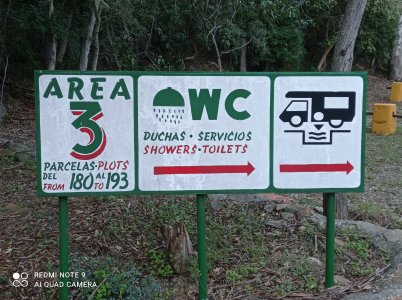 AREA
3
PARCELAS·PLOTS
DEL 180 AL 193
FROM TO
WC
DUCHAS · SERVICIOS
SHOWERS · TOILETS
REDMI NOTE 9
AI QUAD CAMERA